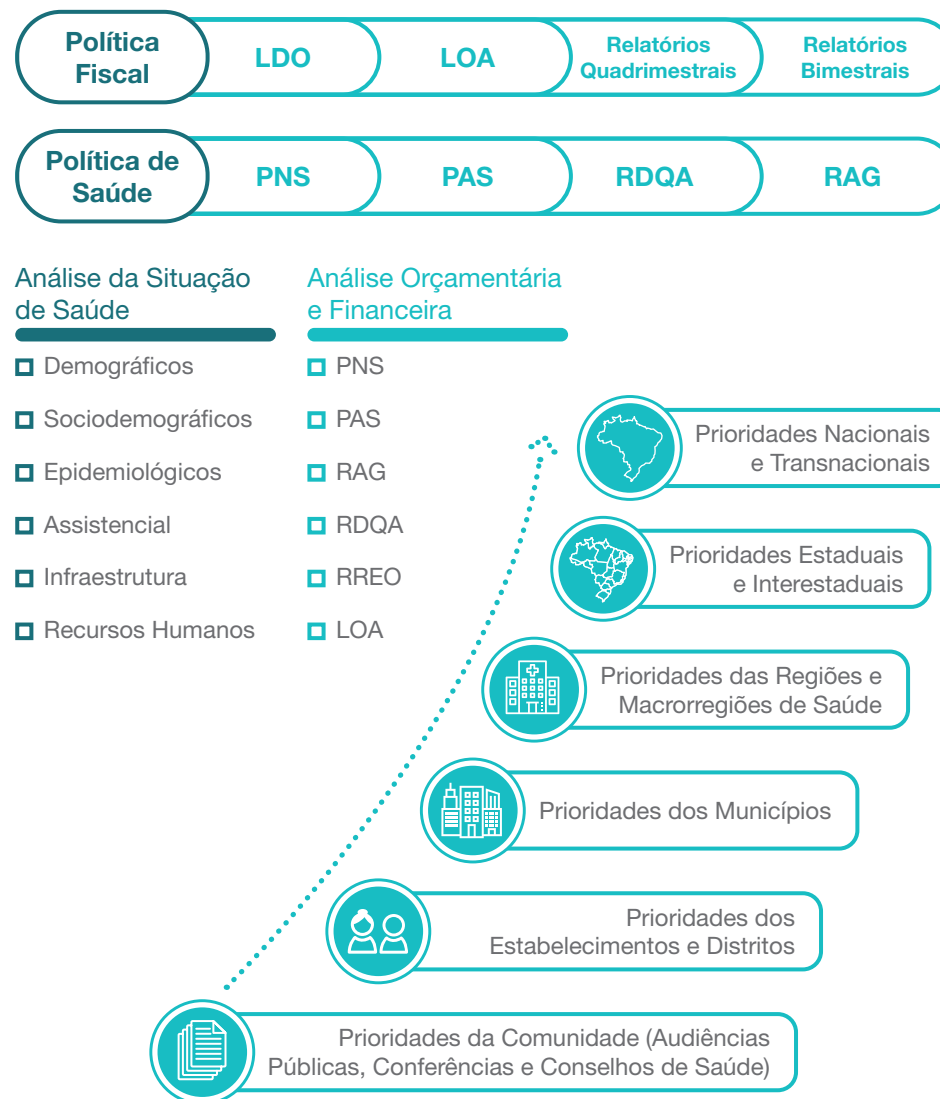 Política
Fiscal
LDO
LOA
Relatórios
Quadrimestrais
Relatórios
Bimestrais
Política de
Saúde
PNS
PAS
RDQA
RAG
Análise da Situação
de Saúde
Demográficos
Sociodemográficos
Epidemiológicos
Assistencial
Infraestrutura
Recursos Humanos
Análise Orçamentária
e Financeira
PNS
PAS
RAG
RDQA
RREO
LOA
Prioridades Nacionais
e Transnacionais
Prioridades Estaduais
e Interestaduais
Prioridades das Regiões e
Macrorregiões de Saúde
Prioridades dos Municípios
Prioridades dos
Estabelecimentos e Distritos
Prioridades da Comunidade (Audiências
Públicas, Conferências e Conselhos de Saúde)